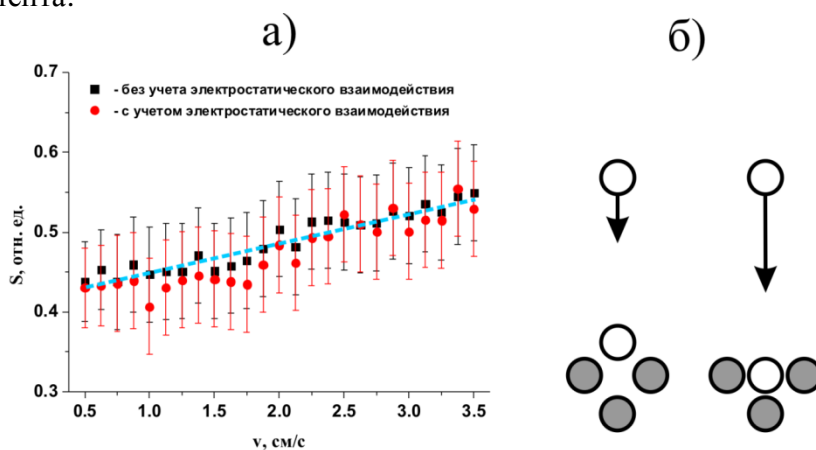 а)
б)
0.7
- без учета электростатического взаимодействия
- с учетом электростатического взаимодействия
0.6
S, отн. ед.
0.5
0.4
0.3
0.5 1.0 1.5 2.0 2.5 3.0 3.5
v, см/с